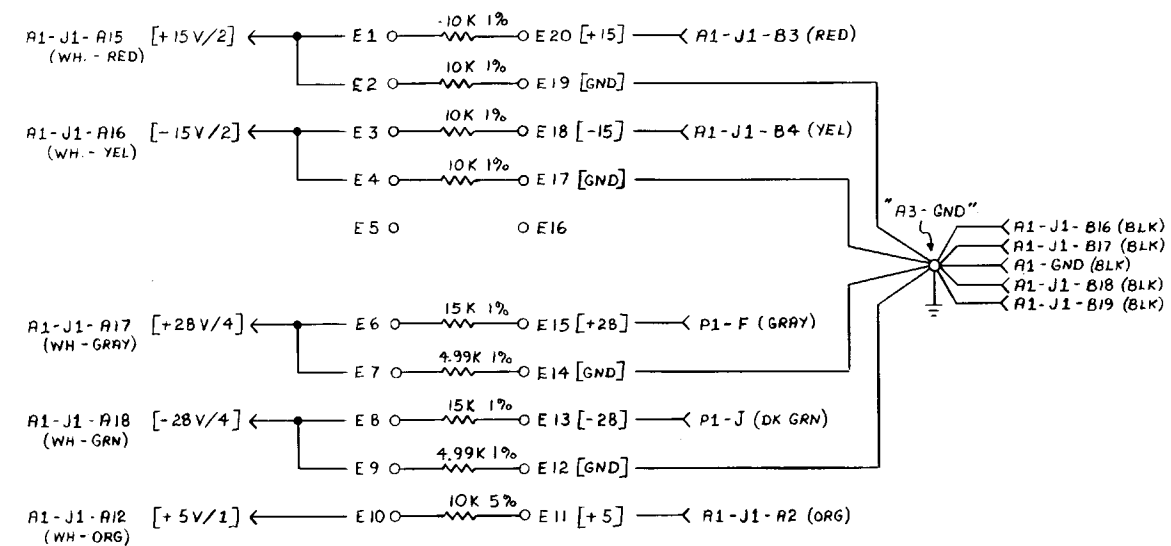 -10K 1%
A1-J1-A15 [+15V/2] E1 E20 [+15] A1-J1-B3 (RED)
(WH.-RED)
10K 1%
E2 E19 [GND]
10K 1%
A1-J1-A16 [-15V/2] E3 E18 [-15] A1-J1-B4 (YEL)
(WH.-YEL)
10K 1%
E4 E17 [GND]
"A3-GND"
E5 E16
A1-J1-B16 (BLK)
A1-J1-B17 (BLK)
A1-GND (BLK)
A1-J1-B18 (BLK)
A1-J1-B19 (BLK)
15K 1%
A1-J1-A17 [+28V/4] E6 E15 [+28] P1-F (GRAY)
(WH-GRAY)
4.99K 1%
E7 E14 [GND]
15K 1%
A1-J1-A18 [-28V/4] E8 E13 [-28] P1-J (DK GRN)
(WH-GRN)
4.99K 1%
E9 E12 [GND]
10K 5%
A1-J1-A12 [+5V/1] E10 E11 [+5] A1-J1-A2 (ORG)
(WH-ORG)